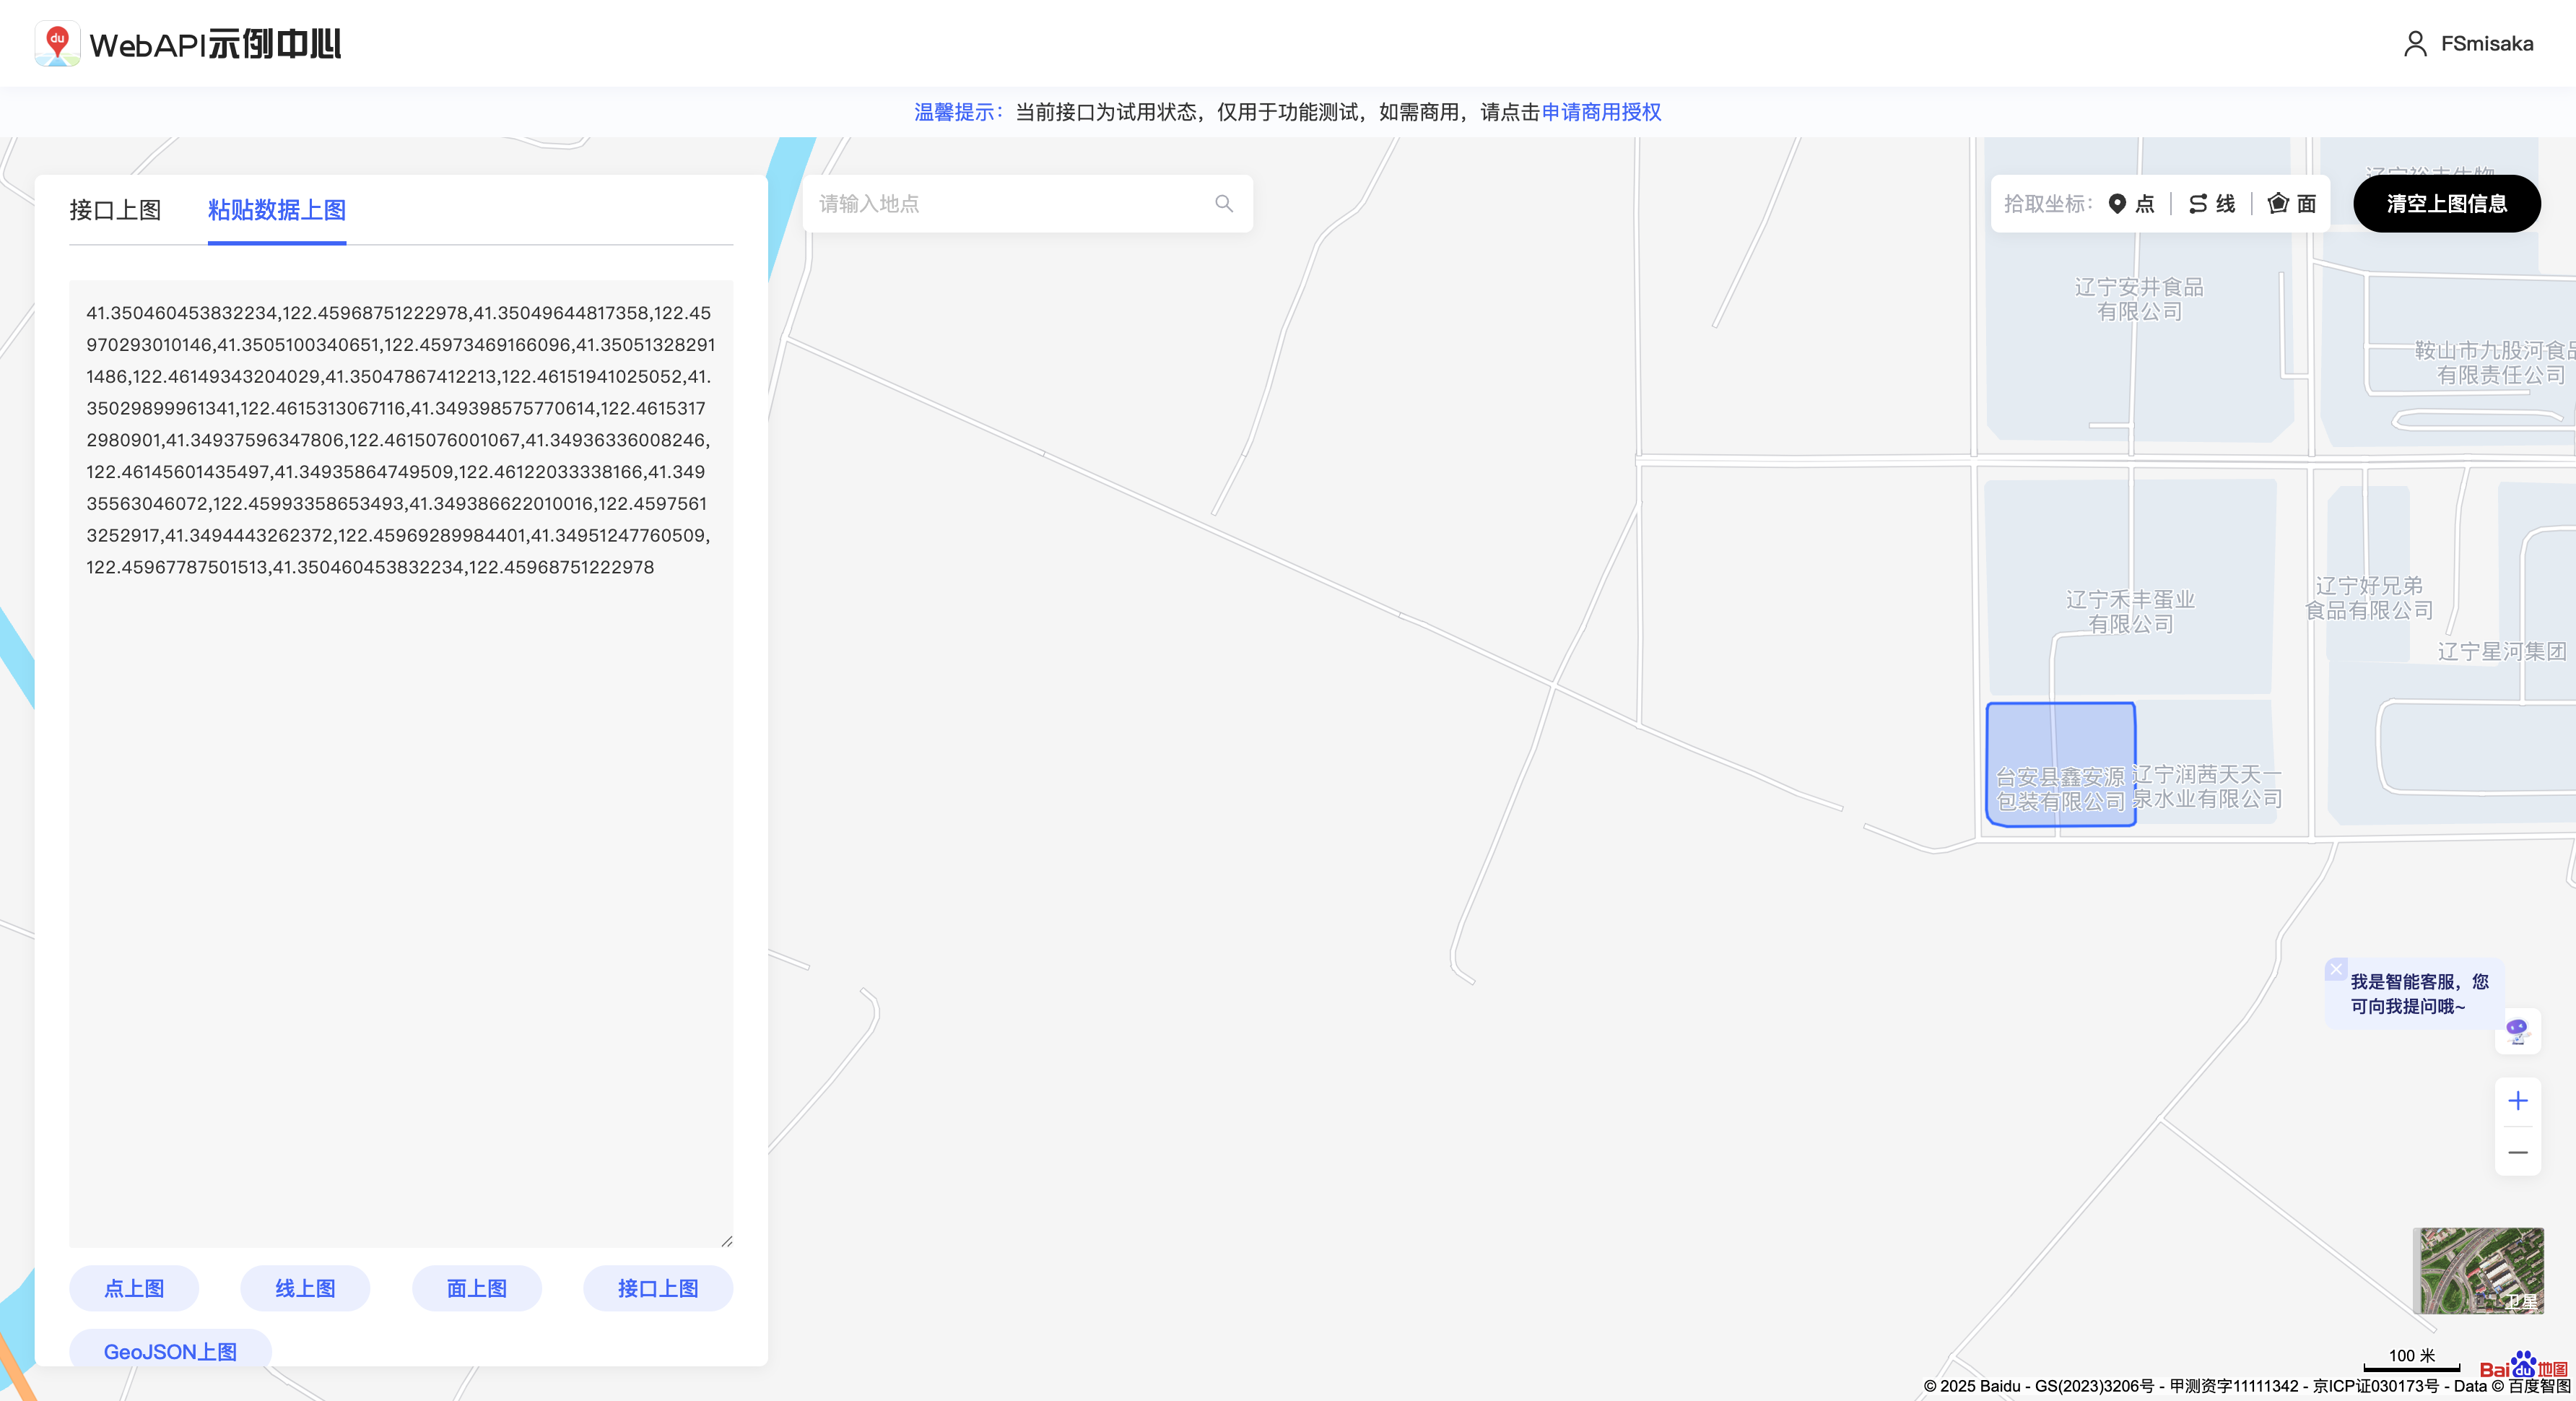 du WebAPI示例中心
FSmisaka
温馨提示：当前接口为试用状态，仅用于功能测试，如需商用，请点击申请商用授权
接口上图 粘贴数据上图
41.350460453832234,122.45968751222978,41.35049644817358,122.45
970293010146,41.3505100340651,122.45973469166096,41.35051328291
1486,122.46149343204029,41.35047867412213,122.46151941025052,41.
35029899961341,122.4615313067116,41.349398575770614,122.4615317
2980901,41.34937596347806,122.4615076001067,41.34936336008246,
122.46145601435497,41.34935864749509,122.46122033338166,41.349
35563046072,122.45993358653493,41.349386622010016,122.4597561
3252917,41.3494443262372,122.45969289984401,41.34951247760509,
122.45967787501513,41.350460453832234,122.45968751222978
点上图 线上图 面上图 接口上图
GeoJSON上图
请输入地点
拾取坐标： 点 线 面
清空上图信息
辽宁安井食品
有限公司
鞍山市九股河食品
有限责任公司
辽宁禾丰蛋业
有限公司
辽宁好兄弟
食品有限公司
辽宁星河集团
台安县鑫安源
包装有限公司
辽宁润茜天天一
泉水业有限公司
我是智能客服，您
可向我提问哦~
卫星
100 米
Bai du 地图
© 2025 Baidu - GS(2023)3206号 - 甲测资字11111342 - 京ICP证030173号 - Data © 百度智图